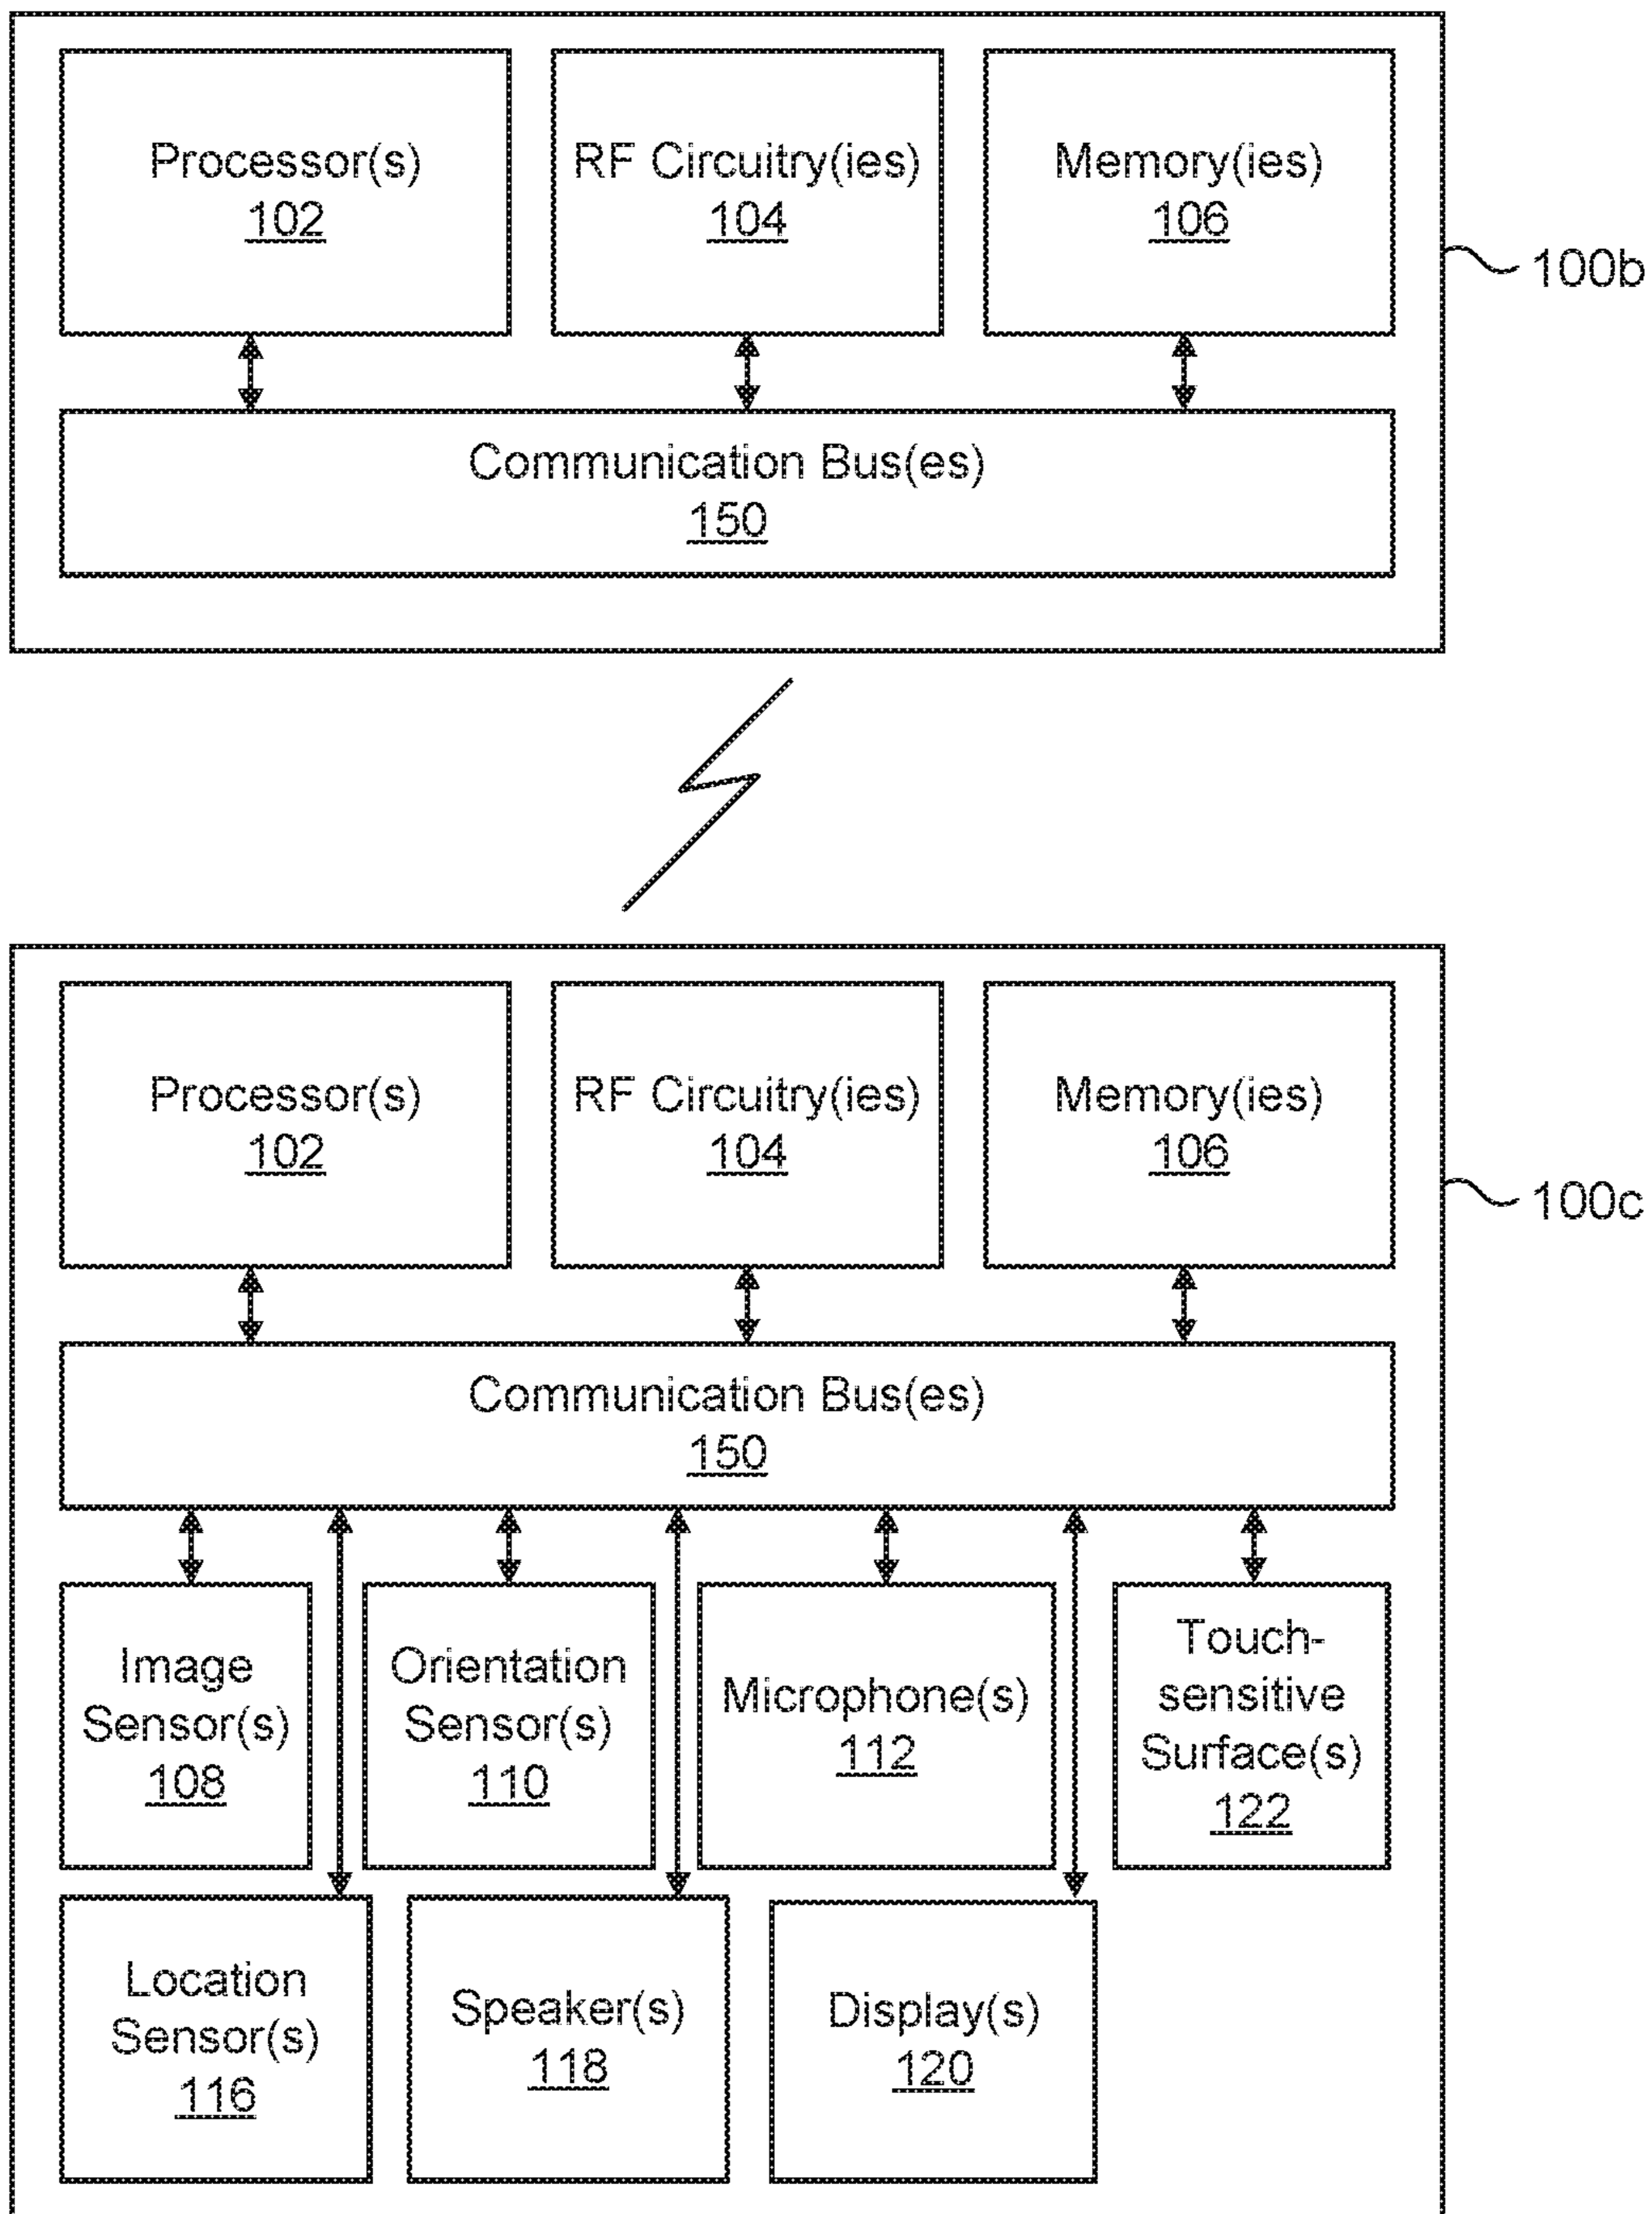 Processor(s)
102
RF Circuitry(ies)
104
Memory(ies)
106
100b
Communication Bus(es)
150
Processor(s)
102
RF Circuitry(ies)
104
Memory(ies)
106
100c
Communication Bus(es)
150
Image
Sensor(s)
108
Orientation
Sensor(s)
110
Microphone(s)
112
Touch-
sensitive
Surface(s)
122
Location
Sensor(s)
116
Speaker(s)
118
Display(s)
120